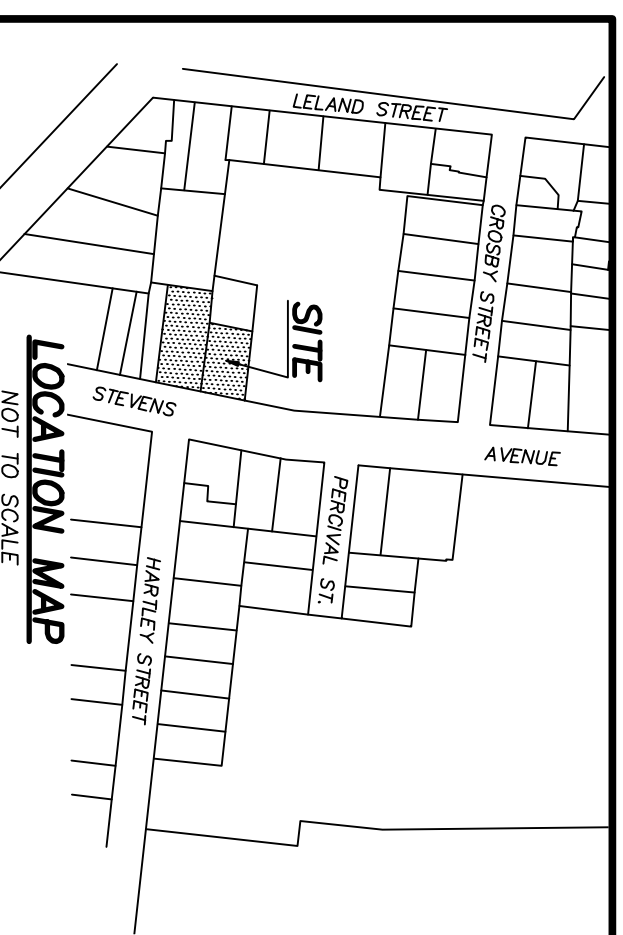 LELAND STREET
CROSBY STREET
SITE
STEVENS
AVENUE
PERCIVAL ST.
HARTLEY STREET
LOCATION MAP
NOT TO SCALE